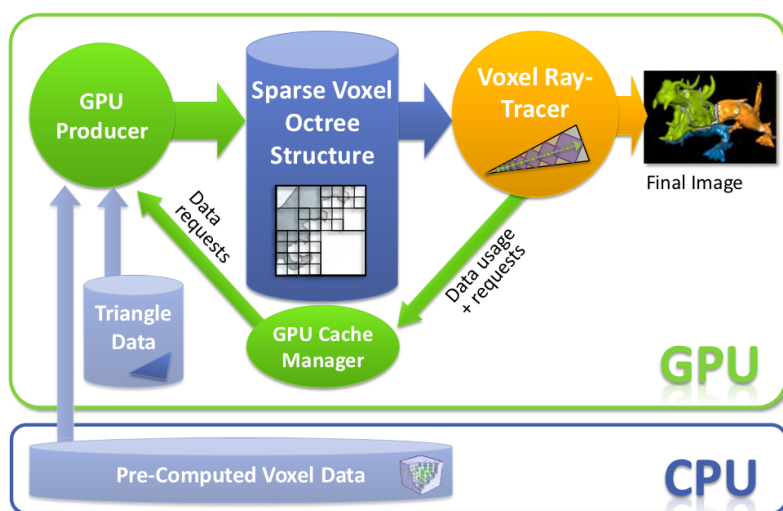 GPU
Producer
Sparse Voxel
Octree
Structure
Voxel Ray-
Tracer
Final Image
Data
requests
Data usage
+ requests
Triangle
Data
GPU Cache
Manager
GPU
Pre-Computed Voxel Data
CPU